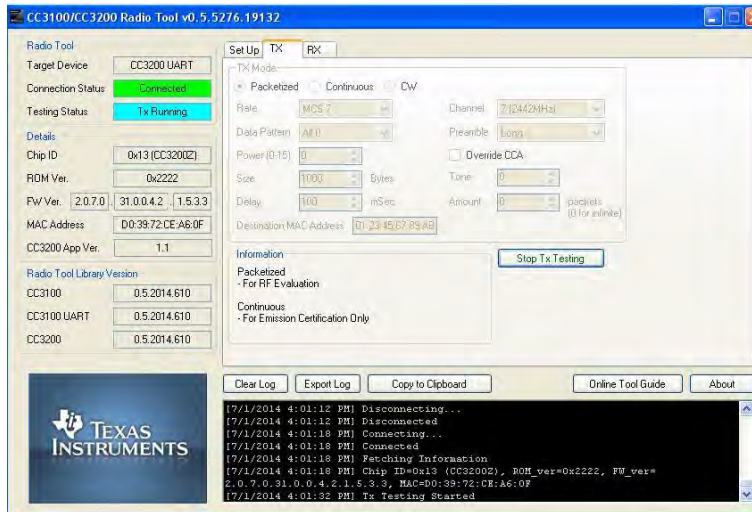 CC3100/CC3200 Radio Tool v0.5.5276.19132
Radio Tool
Target Device CC3200 UART
Connection Status Connected
Testing Status Tx Running
Details
Chip ID 0x13 (CC3200Z)
ROM Ver. 0x2222
FW Ver. 2.0.7.0 . 31.0.0.4.2 . 1.5.3.3
MAC Address D0:39:72:CE:A6:0F
CC3200 App Ver. 1.1
Radio Tool Library Version
CC3100 0.5.2014.610
CC3100 UART 0.5.2014.610
CC3200 0.5.2014.610
TEXAS
INSTRUMENTS
Set Up TX RX
TX Mode
Packetized Continuous CW
Rate MCS 7 Channel 7 (2442MHz)
Data Pattern All 0 Preamble Long
Power (0-15) 0 Override CCA
Size 1000 Bytes Tone 0
Delay 100 mSec Amount 0 packets
(0 for infinite)
Destination MAC Address 01:23:45:67:89:AB
Information
Packetized
- For RF Evaluation
Continuous
- For Emission Certification Only
Stop Tx Testing
Clear Log Export Log Copy to Clipboard Online Tool Guide About
[7/1/2014 4:01:12 PM] Disconnecting...
[7/1/2014 4:01:12 PM] Disconnected
[7/1/2014 4:01:18 PM] Connecting...
[7/1/2014 4:01:18 PM] Connected
[7/1/2014 4:01:18 PM] Fetching Information
[7/1/2014 4:01:18 PM] Chip ID=0x13 (CC3200Z), ROM_ver=0x2222, FW_ver=
2.0.7.0.31.0.0.4.2.1.5.3.3, MAC=D0:39:72:CE:A6:0F
[7/1/2014 4:01:32 PM] Tx Testing Started